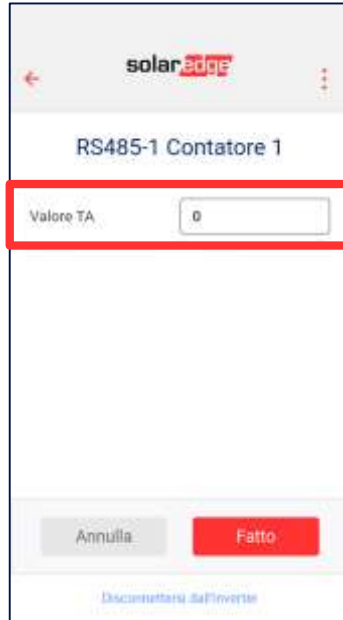 solaredge
RS485-1 Contatore 1
Valore TA 0
Annulla Fatto
Disconnettersi dall'inverter